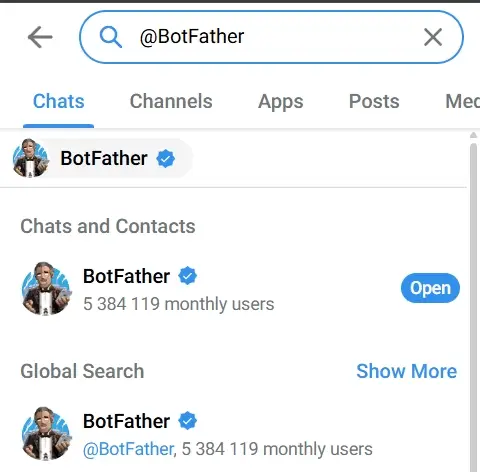 @BotFather
Chats Channels Apps Posts Med
BotFather
Chats and Contacts
BotFather
5 384 119 monthly users
Open
Global Search
Show More
BotFather
@BotFather, 5 384 119 monthly users